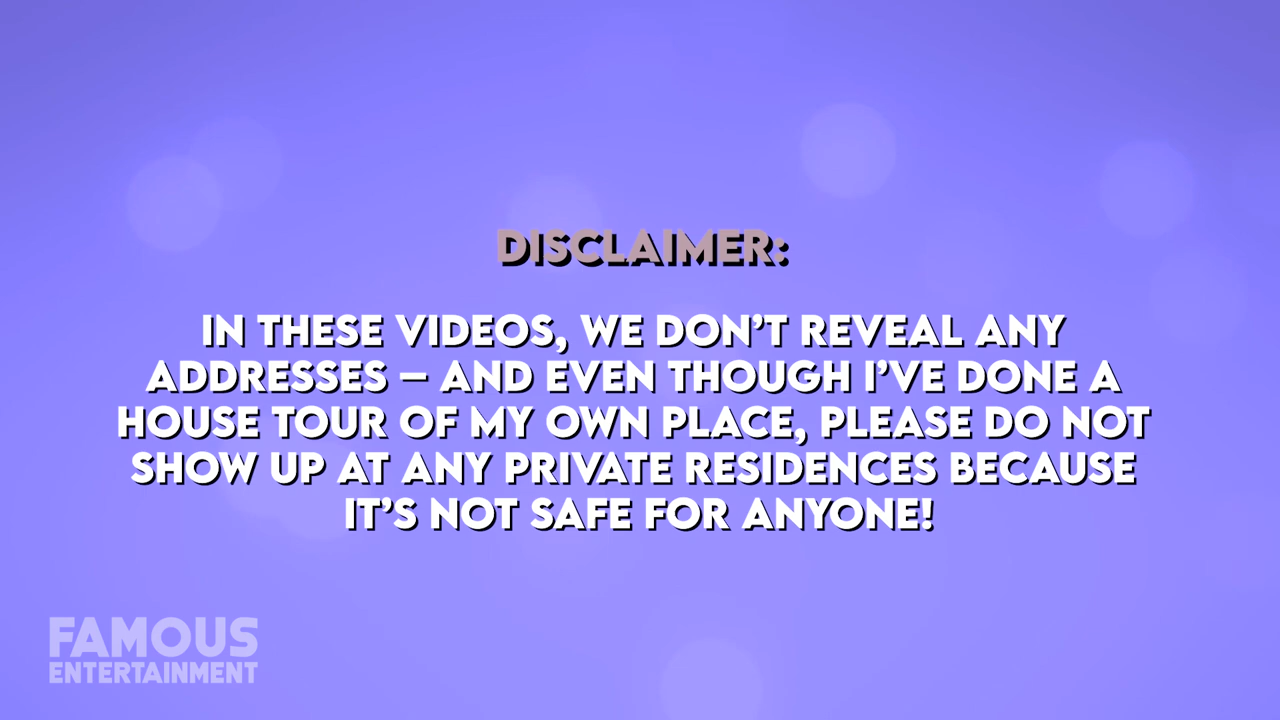 DISCLAIMER:
IN THESE VIDEOS, WE DON'T REVEAL ANY
ADDRESSES – AND EVEN THOUGH I'VE DONE A
HOUSE TOUR OF MY OWN PLACE, PLEASE DO NOT
SHOW UP AT ANY PRIVATE RESIDENCES BECAUSE
IT'S NOT SAFE FOR ANYONE!
FAMOUS
ENTERTAINMENT